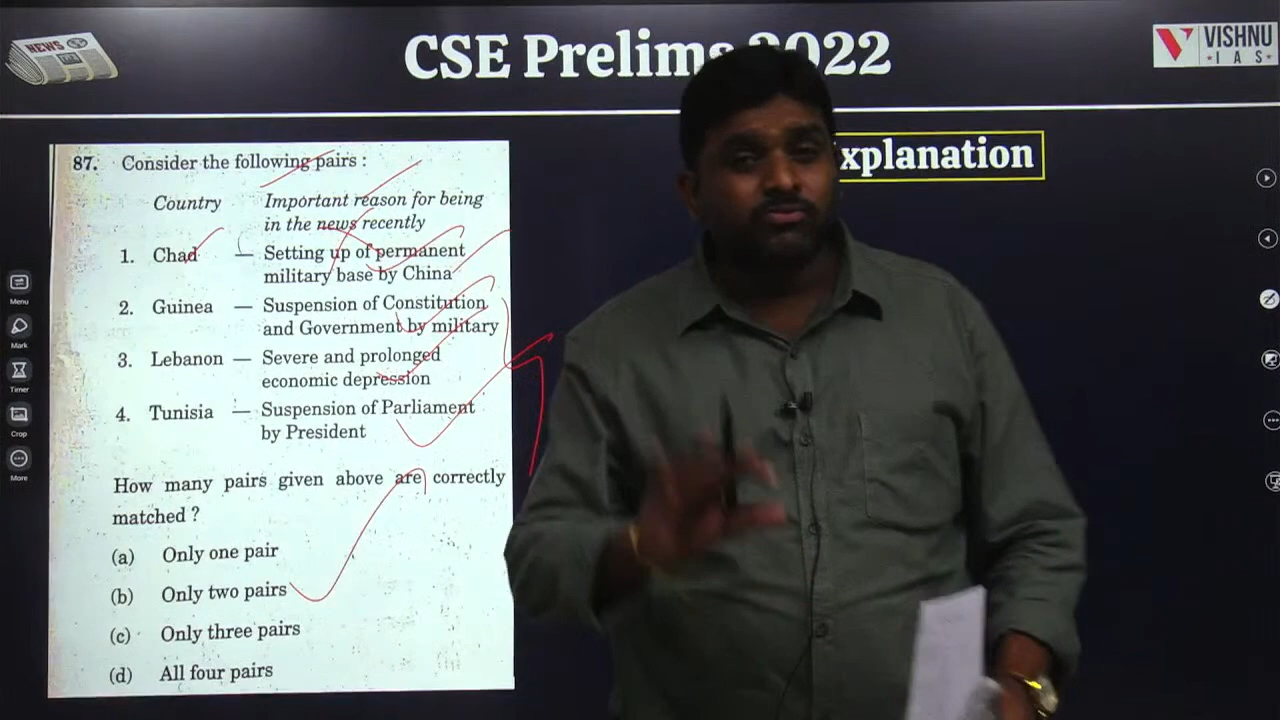 NEWS
CSE Prelims 2022
VISHNU
I A S
xplanation
87. Consider the following pairs :
Country Important reason for being
in the news recently
1. Chad — Setting up of permanent
military base by China
2. Guinea — Suspension of Constitution
and Government by military
3. Lebanon — Severe and prolonged
economic depression
4. Tunisia — Suspension of Parliament
by President
How many pairs given above are correctly
matched ?
(a) Only one pair
(b) Only two pairs
(c) Only three pairs
(d) All four pairs
Menu
Mark
Timer
Crop
More